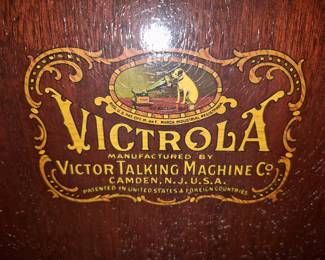 VICTROLA
MANUFACTURED BY
VICTOR TALKING MACHINE Co
CAMDEN, N.J. U.S.A.
PATENTED IN UNITED STATES & FOREIGN COUNTRIES